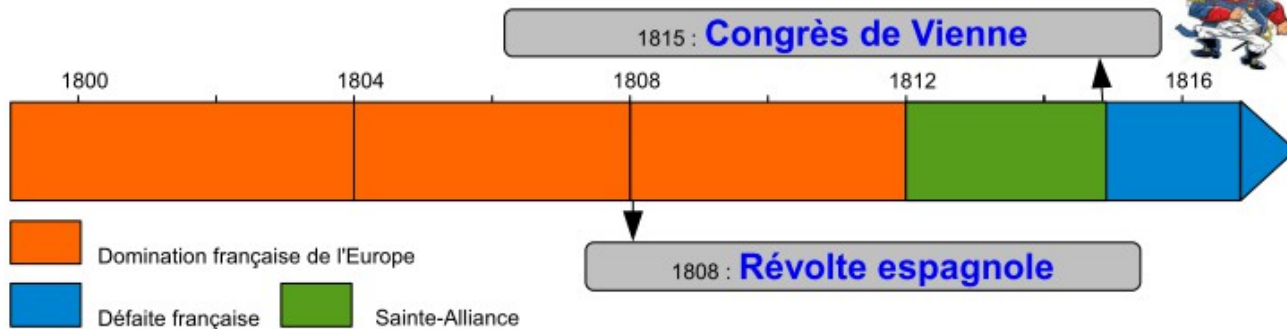 1815 : Congrès de Vienne
1800 1804 1808 1812 1816
1808 : Révolte espagnole
Domination française de l'Europe
Défaite française Sainte-Alliance